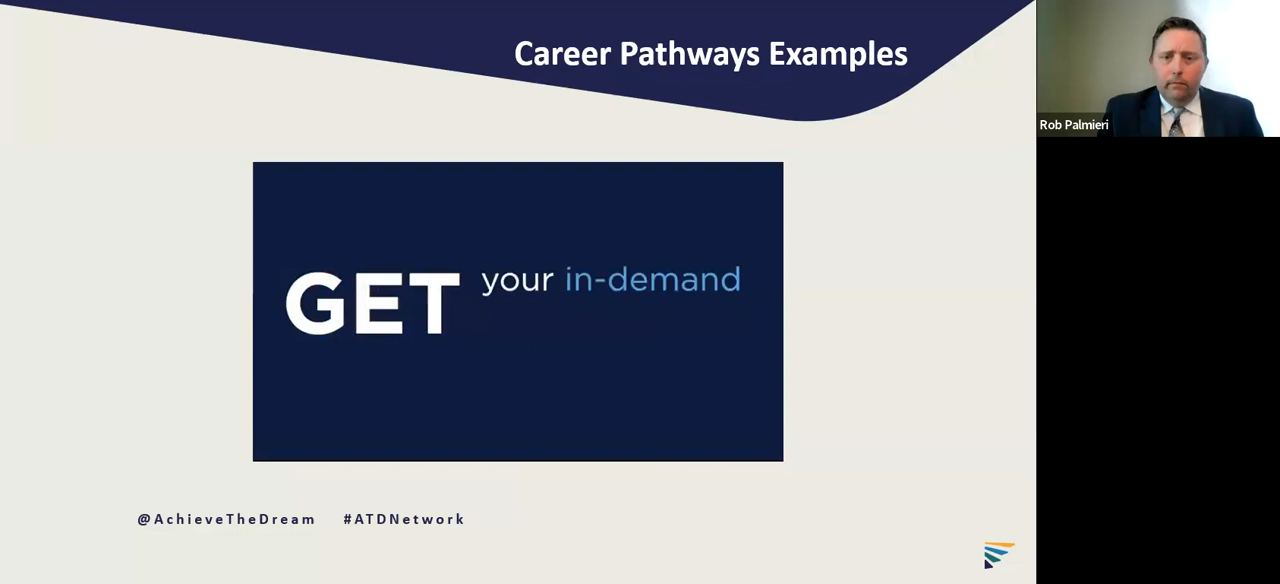 Career Pathways Examples
Rob Palmieri
GET your in-demand
@AchieveTheDream #ATDNetwork